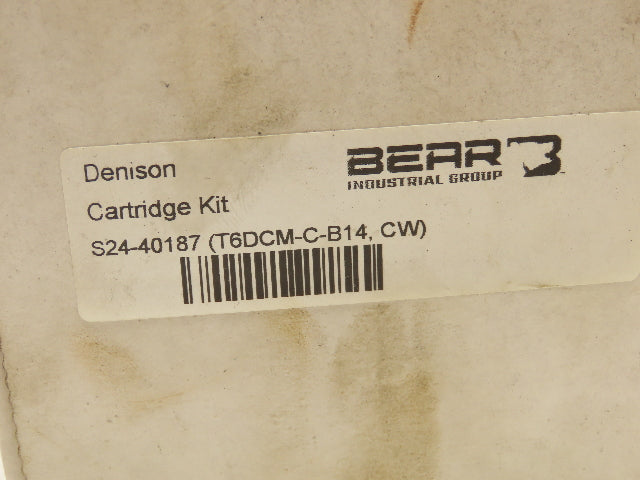 Denison
BEAR
INDUSTRIAL GROUP
Cartridge Kit
S24-40187 (T6DCM-C-B14, CW)